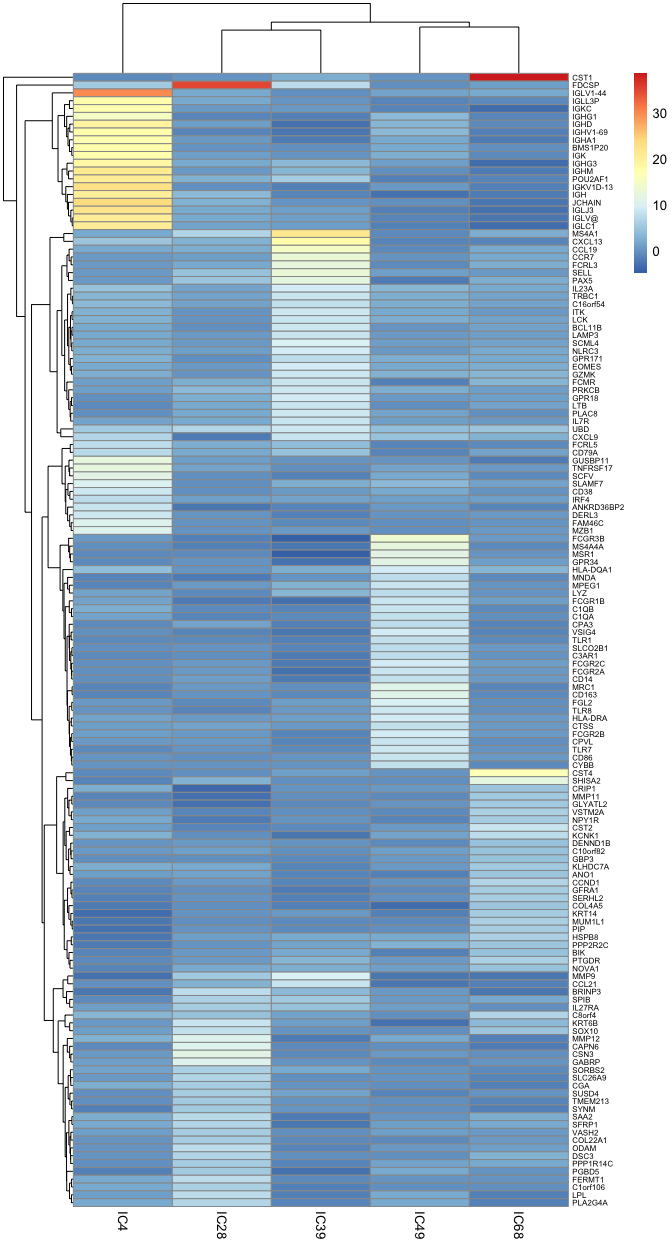 CST1
FDCSP
IGLV1-44
IGLL3P
IGKC
IGHG1
IGHD
IGHV1-69
IGHA1
BMS1P20
IGK
IGHG3
IGHM
POU2AF1
IGKV1D-13
IGH
JCHAIN
IGLJ3
IGLV@
IGLC1
MS4A1
CXCL13
CCL19
CCR7
FCRL3
SELL
PAX5
IL23A
TRBC1
C16orf54
ITK
LCK
BCL11B
LAMP3
SCML4
NLRC3
GPR171
EOMES
GZMK
FCMR
PRKCB
GPR18
LTB
PLAC8
IL7R
UBD
CXCL9
FCRL5
CD79A
GUSBP11
TNFRSF17
SCFV
SLAMF7
CD38
IRF4
ANKRD36BP2
DERL3
FAM46C
MZB1
FCGR3B
MS4A4A
MSR1
GPR34
HLA-DQA1
MNDA
MPEG1
LYZ
FCGR1B
C1QB
C1QA
CPA3
VSIG4
TLR1
SLCO2B1
C3AR1
FCGR2C
FCGR2A
CD14
MRC1
CD163
FGL2
TLR8
HLA-DRA
CTSS
FCGR2B
CPVL
TLR7
CD86
CYBB
CST4
SHISA2
CRIP1
MMP11
GLYATL2
VSTM2A
NPY1R
CST2
KCNK1
DENND1B
C10orf82
GBP3
KLHDC7A
ANO1
CCND1
GFRA1
SERHL2
COL4A5
KRT14
MUM1L1
PIP
HSPB8
PPP2R2C
BIK
PTGDR
NOVA1
MMP9
CCL21
BRINP3
SPIB
IL27RA
C8orf4
KRT6B
SOX10
MMP12
CAPN6
CSN3
GABRP
SORBS2
SLC26A9
CGA
SUSD4
TMEM213
SYNM
SAA2
SFRP1
VASH2
COL22A1
ODAM
DSC3
PPP1R14C
PGBD5
FERMT1
C1orf106
LPL
PLA2G4A
IC4
IC28
IC39
IC49
IC68
30
20
10
0